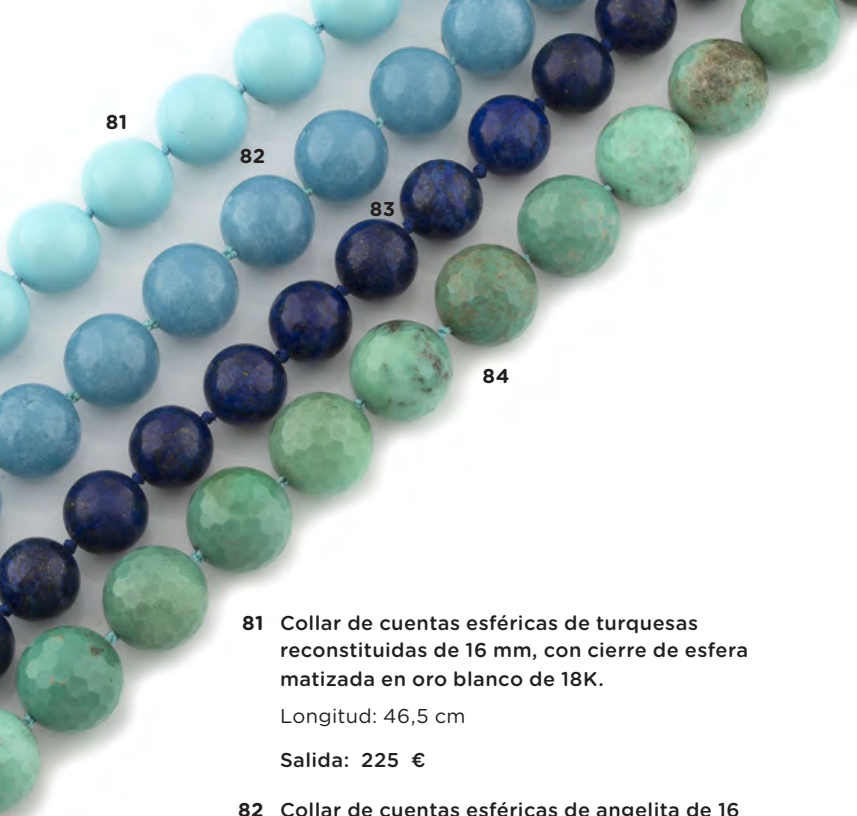 81
82
83
84
81 Collar de cuentas esféricas de turquesas
reconstituidas de 16 mm, con cierre de esfera
matizada en oro blanco de 18K.
Longitud: 46,5 cm
Salida: 225 €
82 Collar de cuentas esféricas de angelita de 16